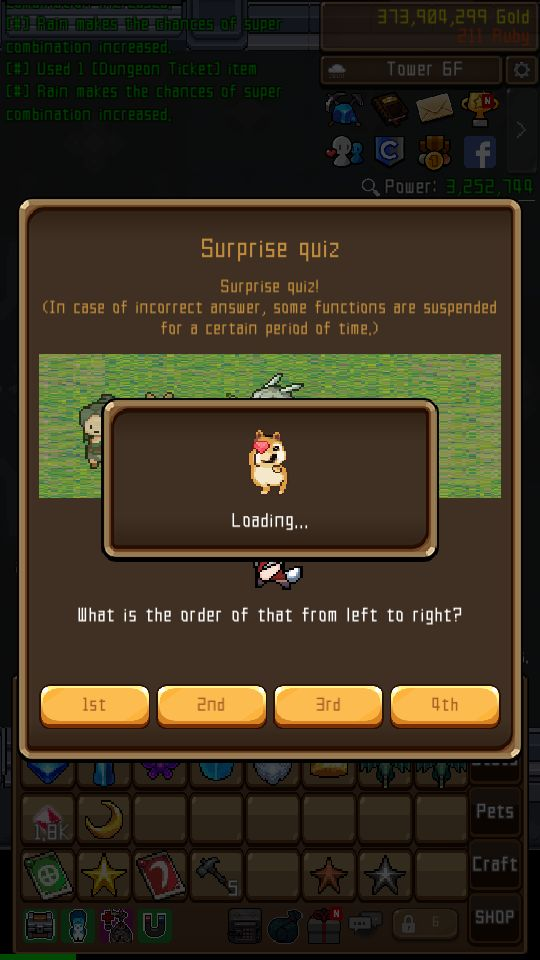 [#] Rain makes the chances of super
combination increased.
[#] Used 1 [Dungeon Ticket] item
[#] Rain makes the chances of super
combination increased.
373,904,299 Gold
211 Ruby
Tower 6F
N
C
f
Power: 3,252,744
Surprise quiz
Surprise quiz!
(In case of incorrect answer, some functions are suspended
for a certain period of time.)
Loading...
What is the order of that from left to right?
1st
2nd
3rd
4th
1,8K
Pets
5
Craft
N
6
SHOP